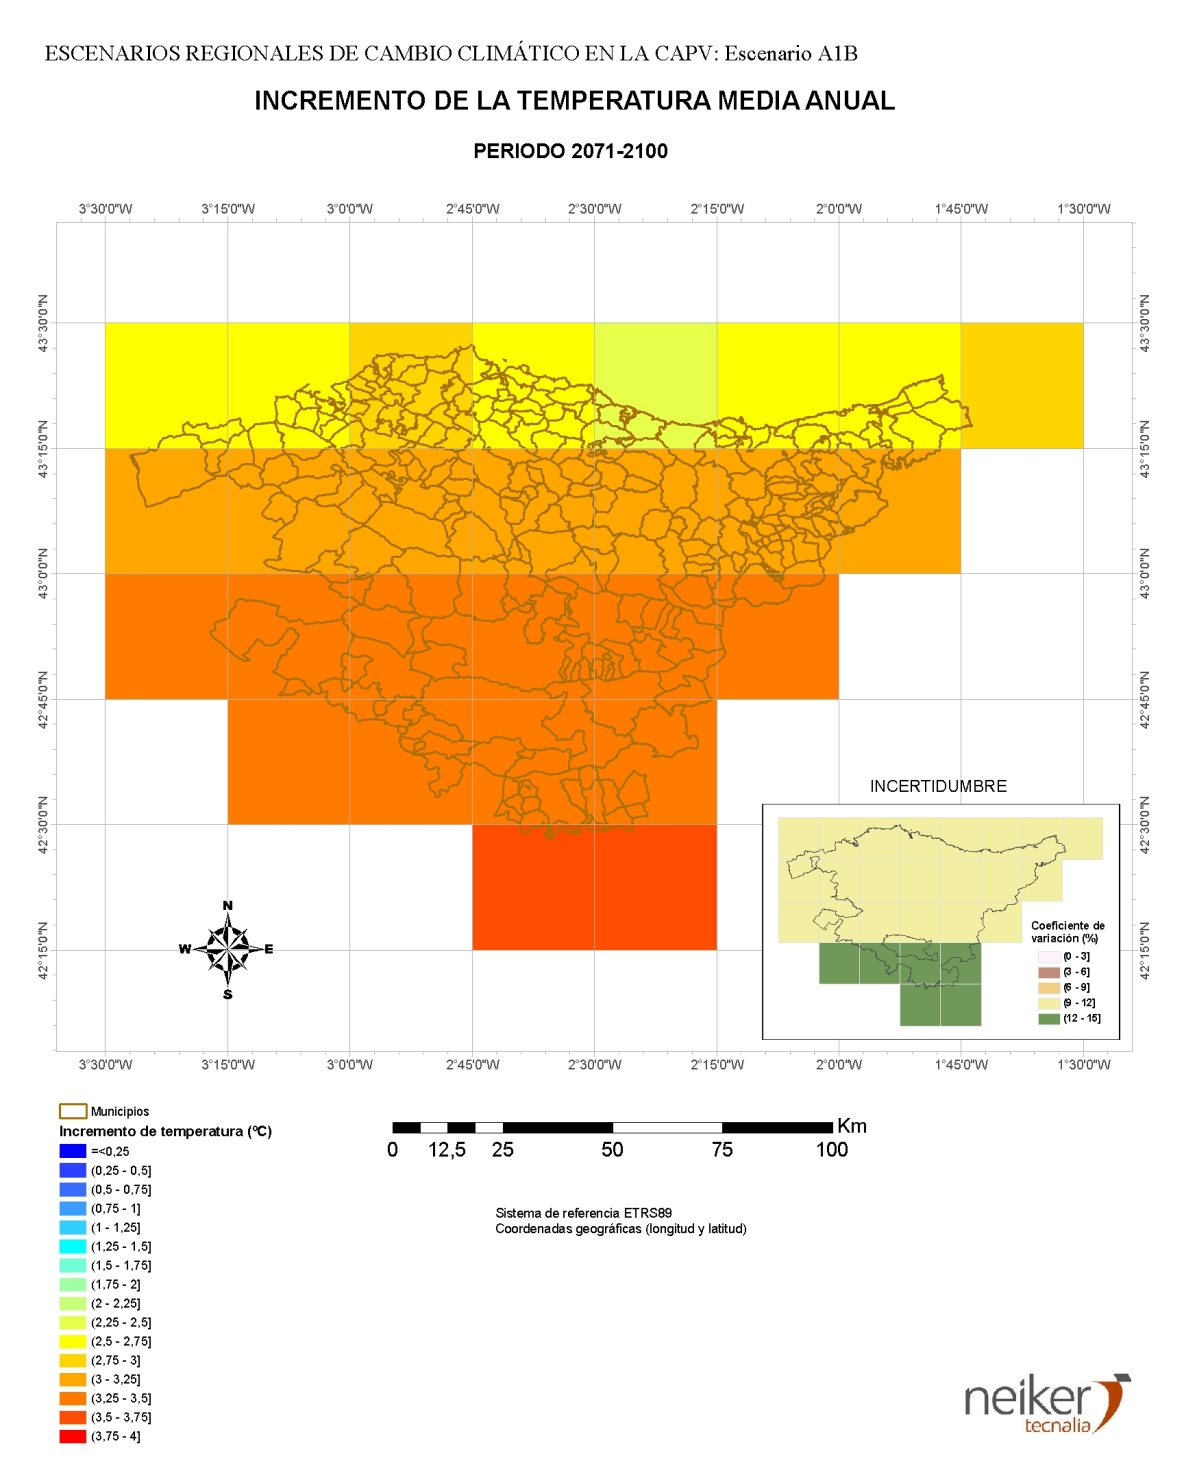 ESCENARIOS REGIONALES DE CAMBIO CLIMÁTICO EN LA CAPV: Escenario A1B
INCREMENTO DE LA TEMPERATURA MEDIA ANUAL
PERIODO 2071-2100
3°30'0"W 3°15'0"W 3°0'0"W 2°45'0"W 2°30'0"W 2°15'0"W 2°0'0"W 1°45'0"W 1°30'0"W
43°30'0"N 43°30'0"N
43°15'0"N 43°15'0"N
43°0'0"N 43°0'0"N
42°45'0"N 42°45'0"N
42°30'0"N 42°30'0"N
42°15'0"N 42°15'0"N
INCERTIDUMBRE
Coeficiente de
variación (%)
(0 - 3]
(3 - 6]
(6 - 9]
(9 - 12]
(12 - 15]
N
W E
S
3°30'0"W 3°15'0"W 3°0'0"W 2°45'0"W 2°30'0"W 2°15'0"W 2°0'0"W 1°45'0"W 1°30'0"W
Municipios
Incremento de temperatura (ºC)
=<0,25
(0,25 - 0,5]
(0,5 - 0,75]
(0,75 - 1]
(1 - 1,25]
(1,25 - 1,5]
(1,5 - 1,75]
(1,75 - 2]
(2 - 2,25]
(2,25 - 2,5]
(2,5 - 2,75]
(2,75 - 3]
(3 - 3,25]
(3,25 - 3,5]
(3,5 - 3,75]
(3,75 - 4]
Km
0 12,5 25 50 75 100
Sistema de referencia ETRS89
Coordenadas geográficas (longitud y latitud)
neiker
tecnalia